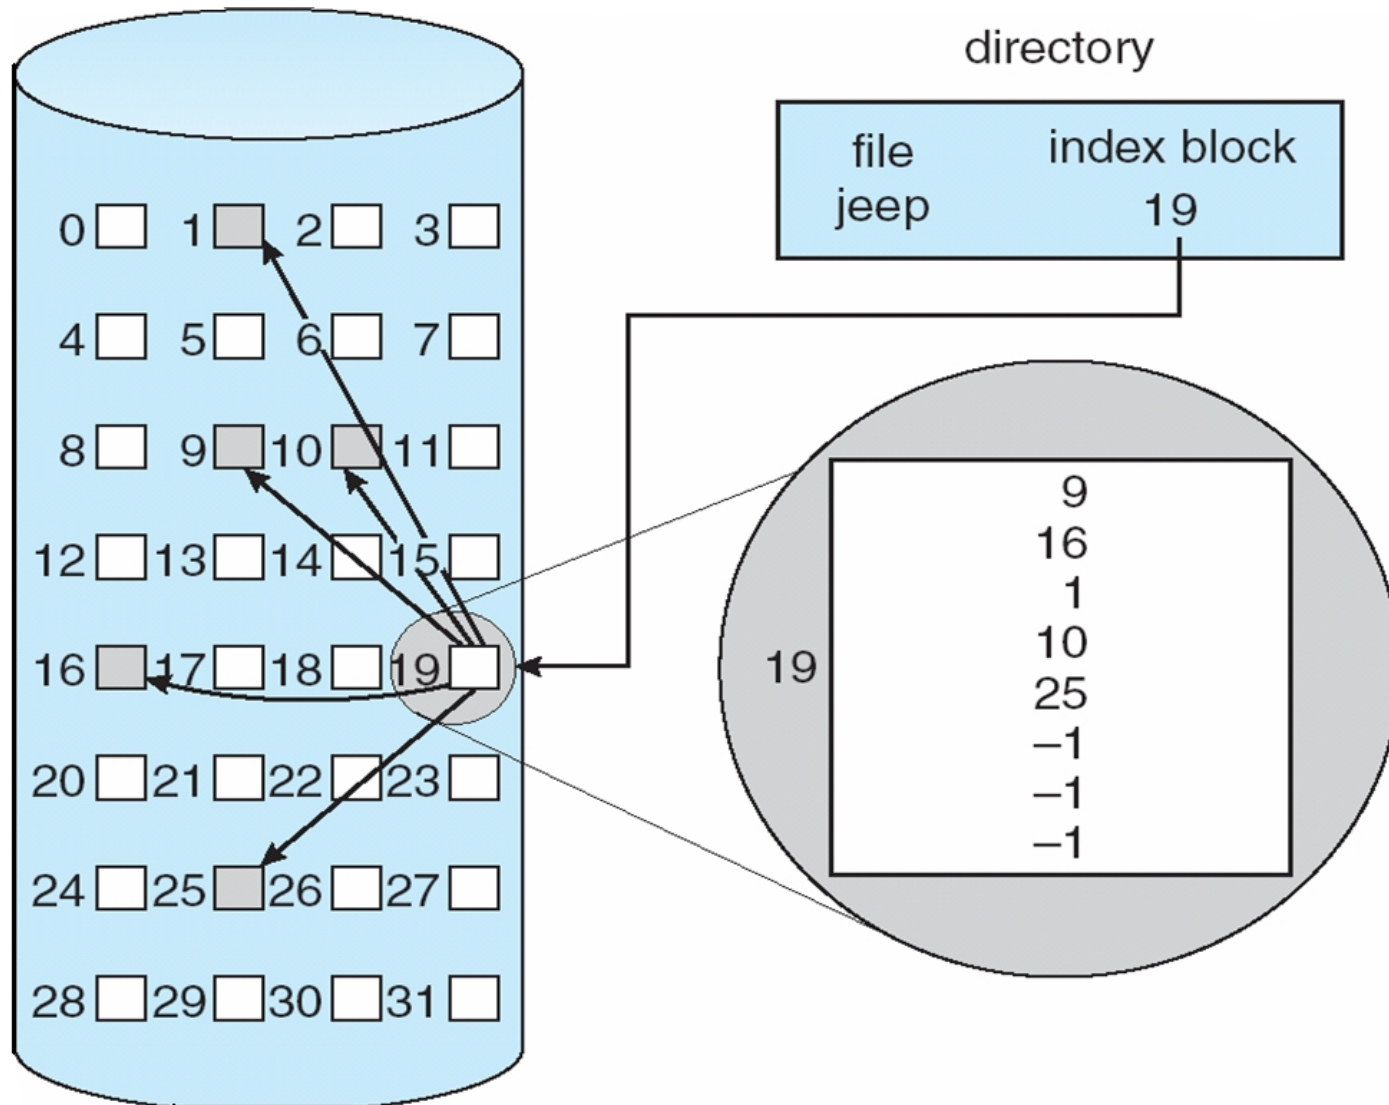 directory
file index block
jeep 19
0 1 2 3
4 5 6 7
8 9 10 11
12 13 14 15
16 17 18 19
20 21 22 23
24 25 26 27
28 29 30 31
19
9
16
1
10
25
–1
–1
–1